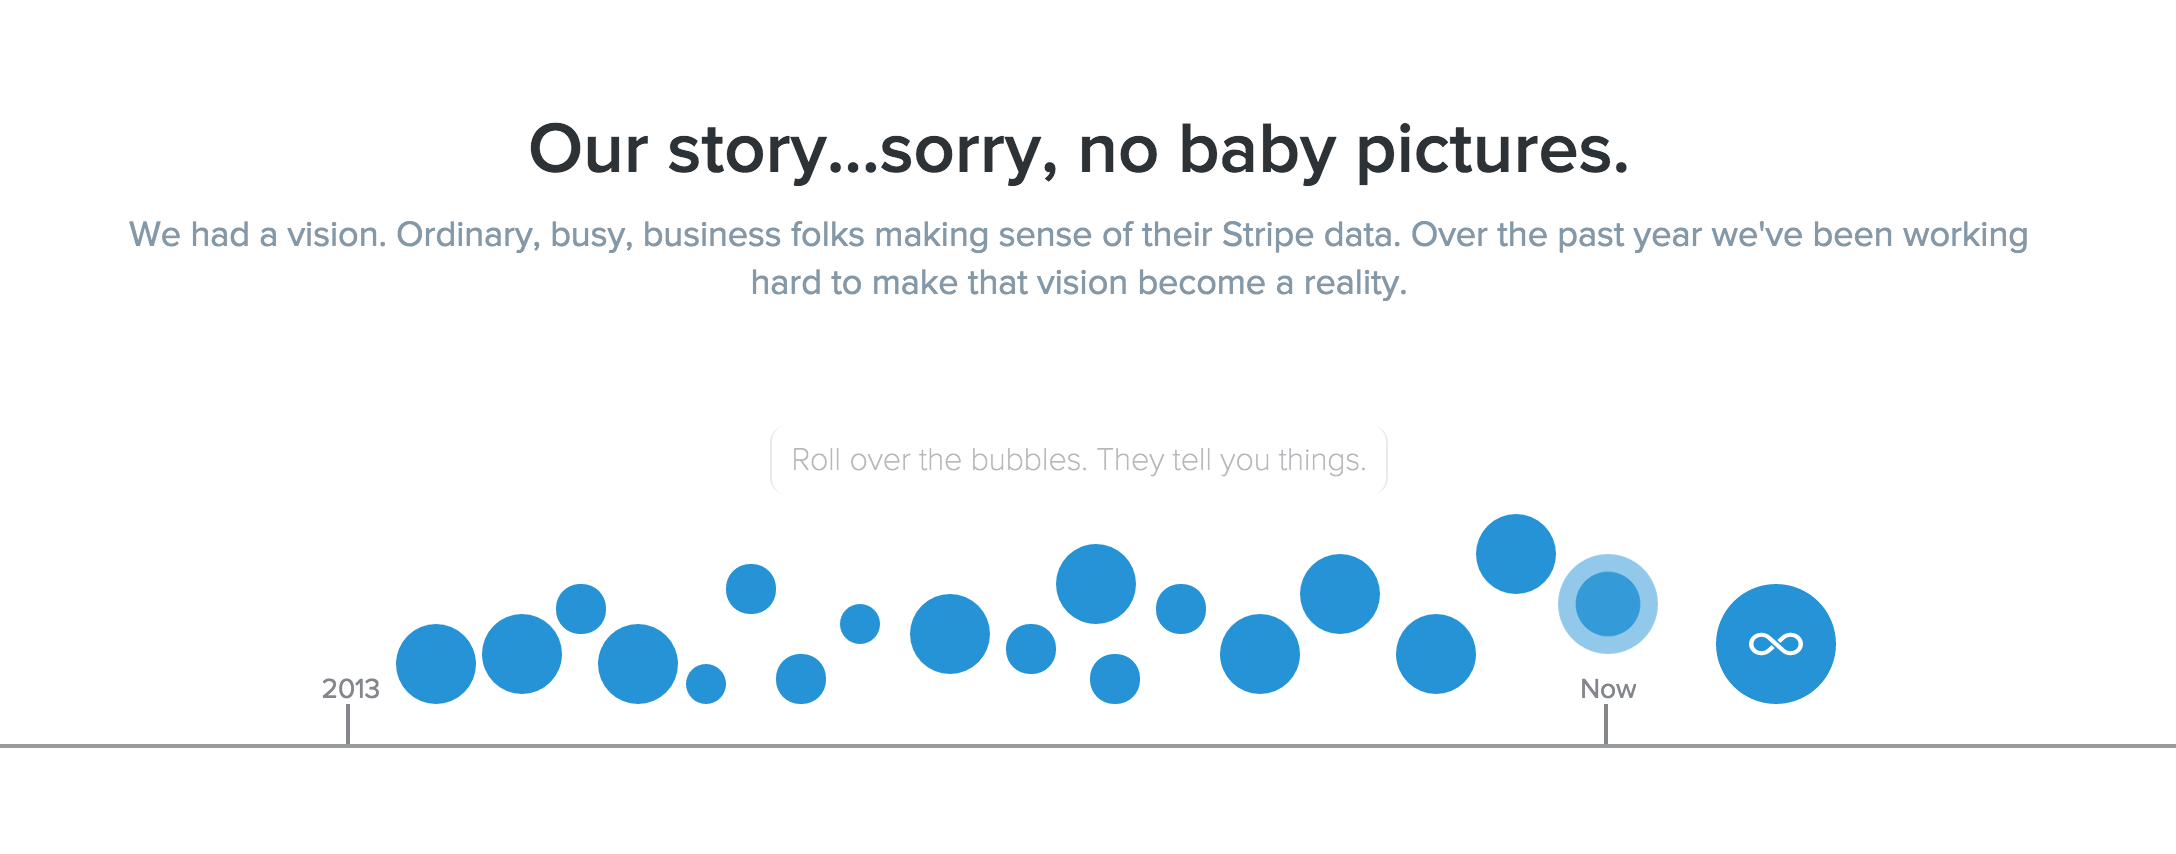 Our story...sorry, no baby pictures.
We had a vision. Ordinary, busy, business folks making sense of their Stripe data. Over the past year we've been working
hard to make that vision become a reality.
Roll over the bubbles. They tell you things.
2013
Now